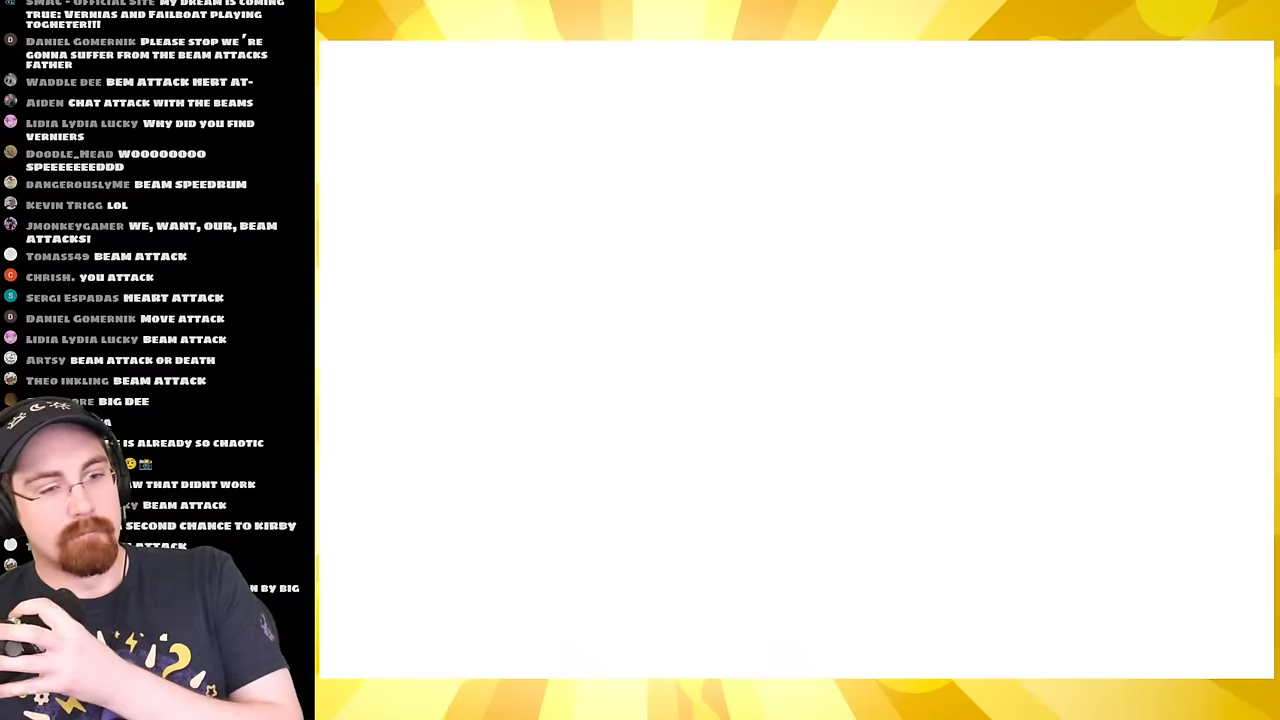 SMAC - OFFICIAL SITE MY DREAM IS COMING
TRUE: VERNIAS AND FAILBOAT PLAYING
TOGHETER!!!
DANIEL GOMERNIK PLEASE STOP WE'RE
GONNA SUFFER FROM THE BEAM ATTACKS
FATHER
WADDLE DEE BEM ATTACK HERT AT-
AIDEN CHAT ATTACK WITH THE BEAMS
LIDIA LYDIA LUCKY WHY DID YOU FIND
VERNIERS
DOODLE_HEAD WOOOOOOOO
SPEEEEEEEDDD
DANGEROUSLYME BEAM SPEEDRUM
KEVIN TRIGG LOL
JMONKEYGAMER WE, WANT, OUR, BEAM
ATTACKS!
TOMASS49 BEAM ATTACK
CHRISH. YOU ATTACK
SERGI ESPADAS HEART ATTACK
DANIEL GOMERNIK MOVE ATTACK
LIDIA LYDIA LUCKY BEAM ATTACK
ARTSY BEAM ATTACK OR DEATH
THEO INKLING BEAM ATTACK
BIG DEE
IS ALREADY SO CHAOTIC
THAT DIDNT WORK
BEAM ATTACK
SECOND CHANCE TO KIRBY
ATTACK
BY BIG